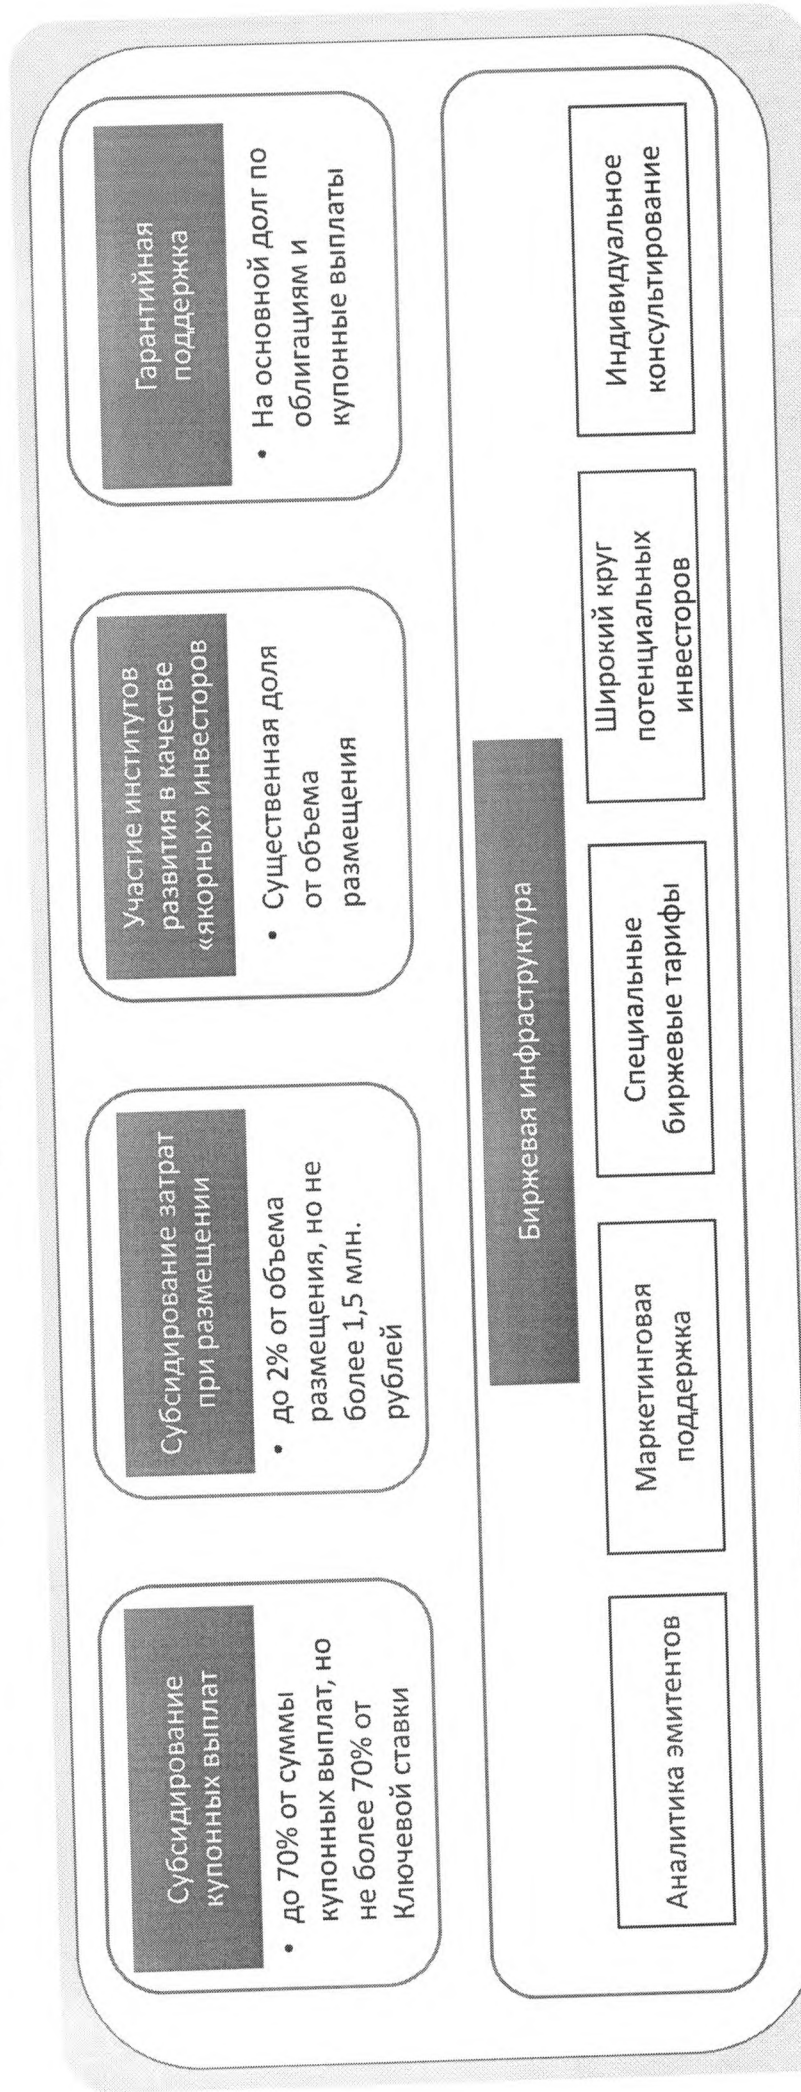 Субсидирование
купонных выплат
• до 70% от суммы
купонных выплат, но
не более 70% от
Ключевой ставки
Субсидирование затрат
при размещении
• до 2% от объема
размещения, но не
более 1,5 млн.
рублей
Участие институтов
развития в качестве
«якорных» инвесторов
• Существенная доля
от объема
размещения
Гарантийная
поддержка
• На основной долг по
облигациям и
купонные выплаты
Биржевая инфраструктура
Аналитика эмитентов
Маркетинговая
поддержка
Специальные
биржевые тарифы
Широкий круг
потенциальных
инвесторов
Индивидуальное
консультирование